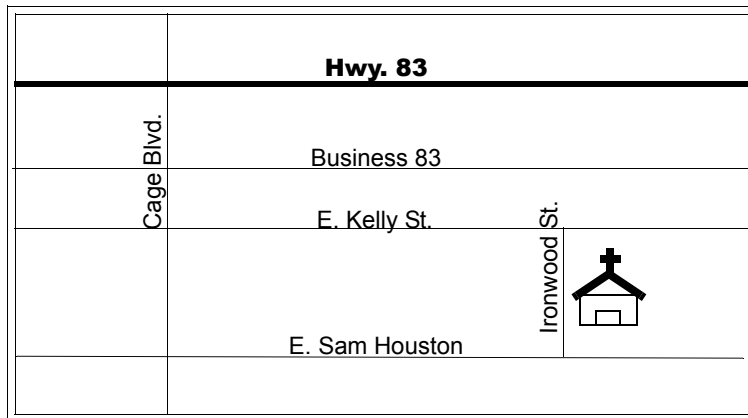 Hwy. 83
Cage Blvd.
Business 83
E. Kelly St.
Ironwood St.
E. Sam Houston